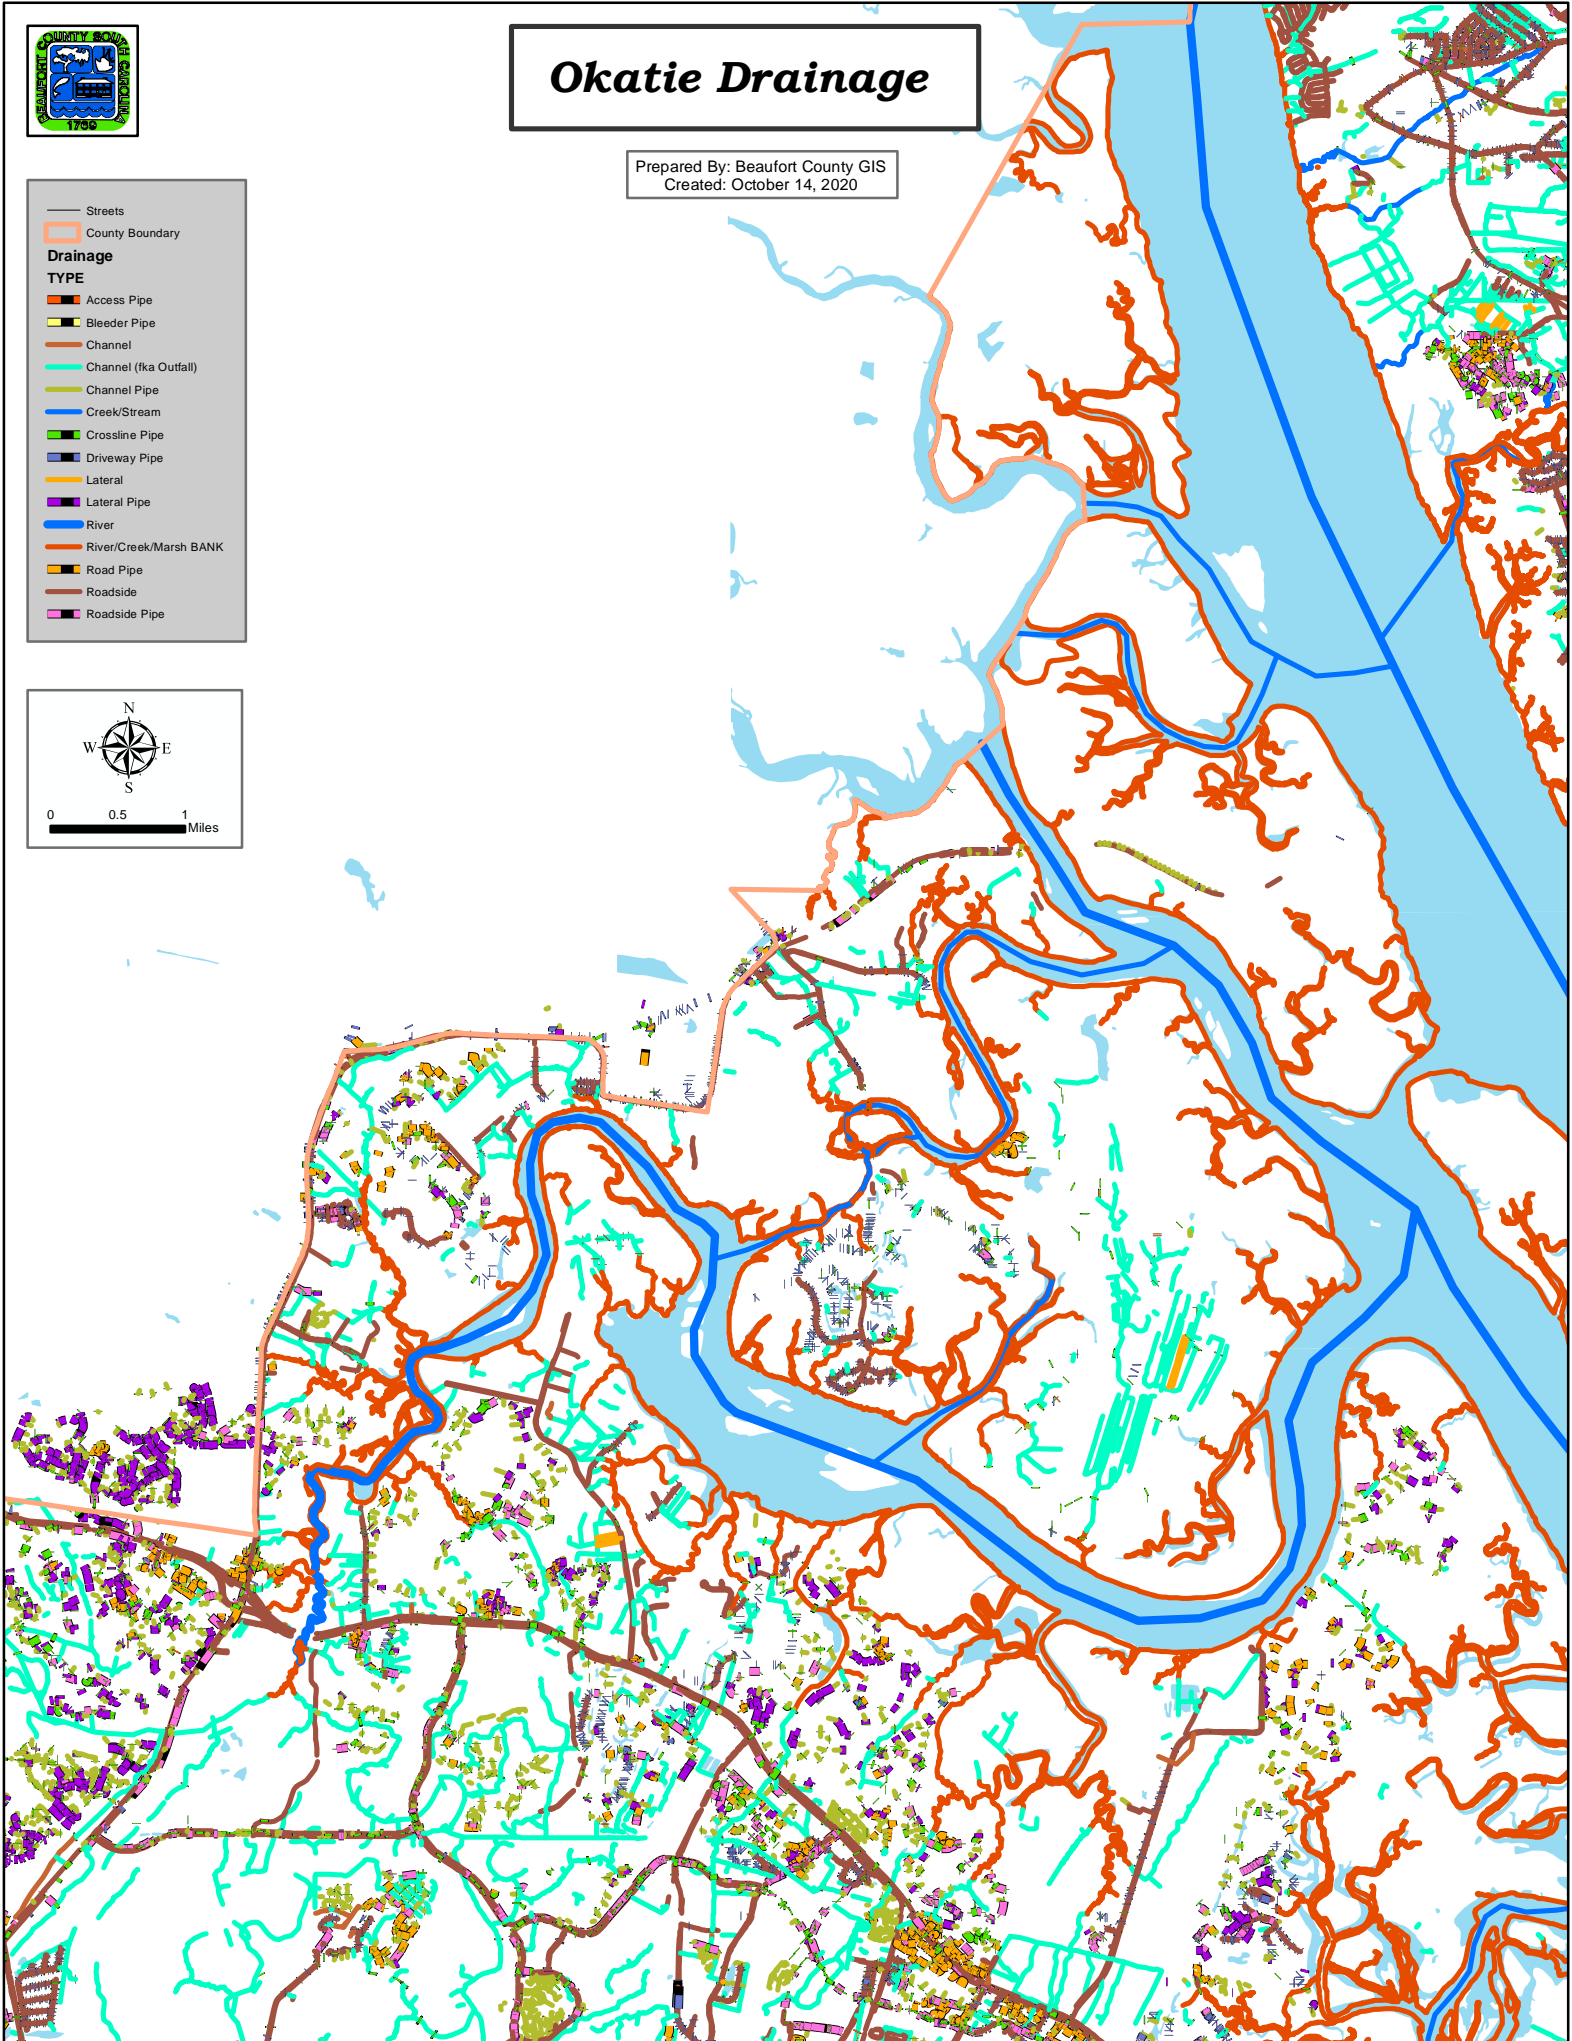 BEAUFORT COUNTY SOUTH CAROLINA
1769
Okatie Drainage
Prepared By: Beaufort County GIS
Created: October 14, 2020
Streets
County Boundary
Drainage
TYPE
Access Pipe
Bleeder Pipe
Channel
Channel (fka Outfall)
Channel Pipe
Creek/Stream
Crossline Pipe
Driveway Pipe
Lateral
Lateral Pipe
River
River/Creek/Marsh BANK
Road Pipe
Roadside
Roadside Pipe
N
W E
S
0 0.5 1
Miles